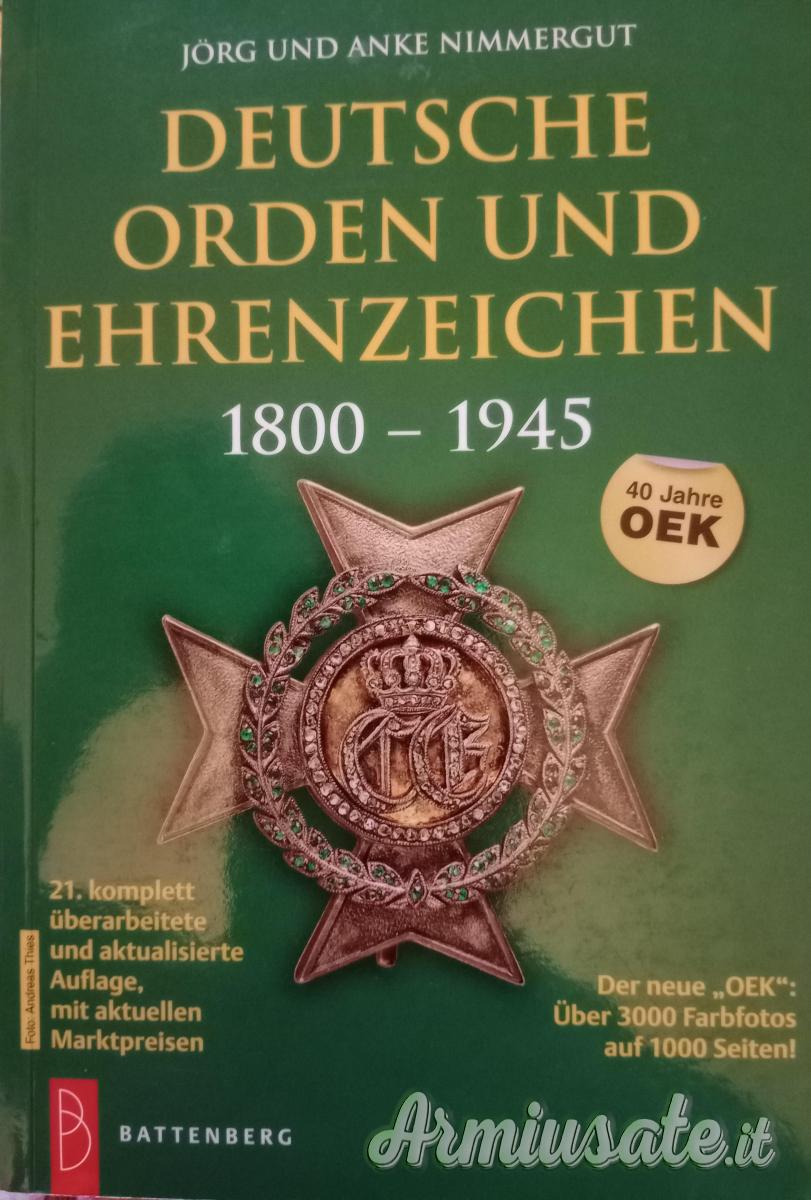 JÖRG UND ANKE NIMMERGUT
DEUTSCHE
ORDEN UND
EHRENZEICHEN
1800 – 1945
40 Jahre
OEK
21. komplett
überarbeitete
und aktualisierte
Auflage,
mit aktuellen
Marktpreisen
Foto: Andreas Thies
Der neue „OEK“:
Über 3000 Farbfotos
auf 1000 Seiten!
B
BATTENBERG
Armiusate.it